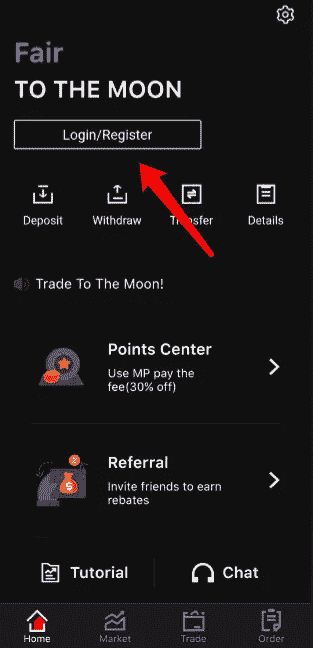 Fair
TO THE MOON
Login/Register
Deposit Withdraw Transfer Details
Trade To The Moon!
Points Center
Use MP pay the
fee(30% off)
Referral
Invite friends to earn
rebates
Tutorial Chat
Home Market Trade Order